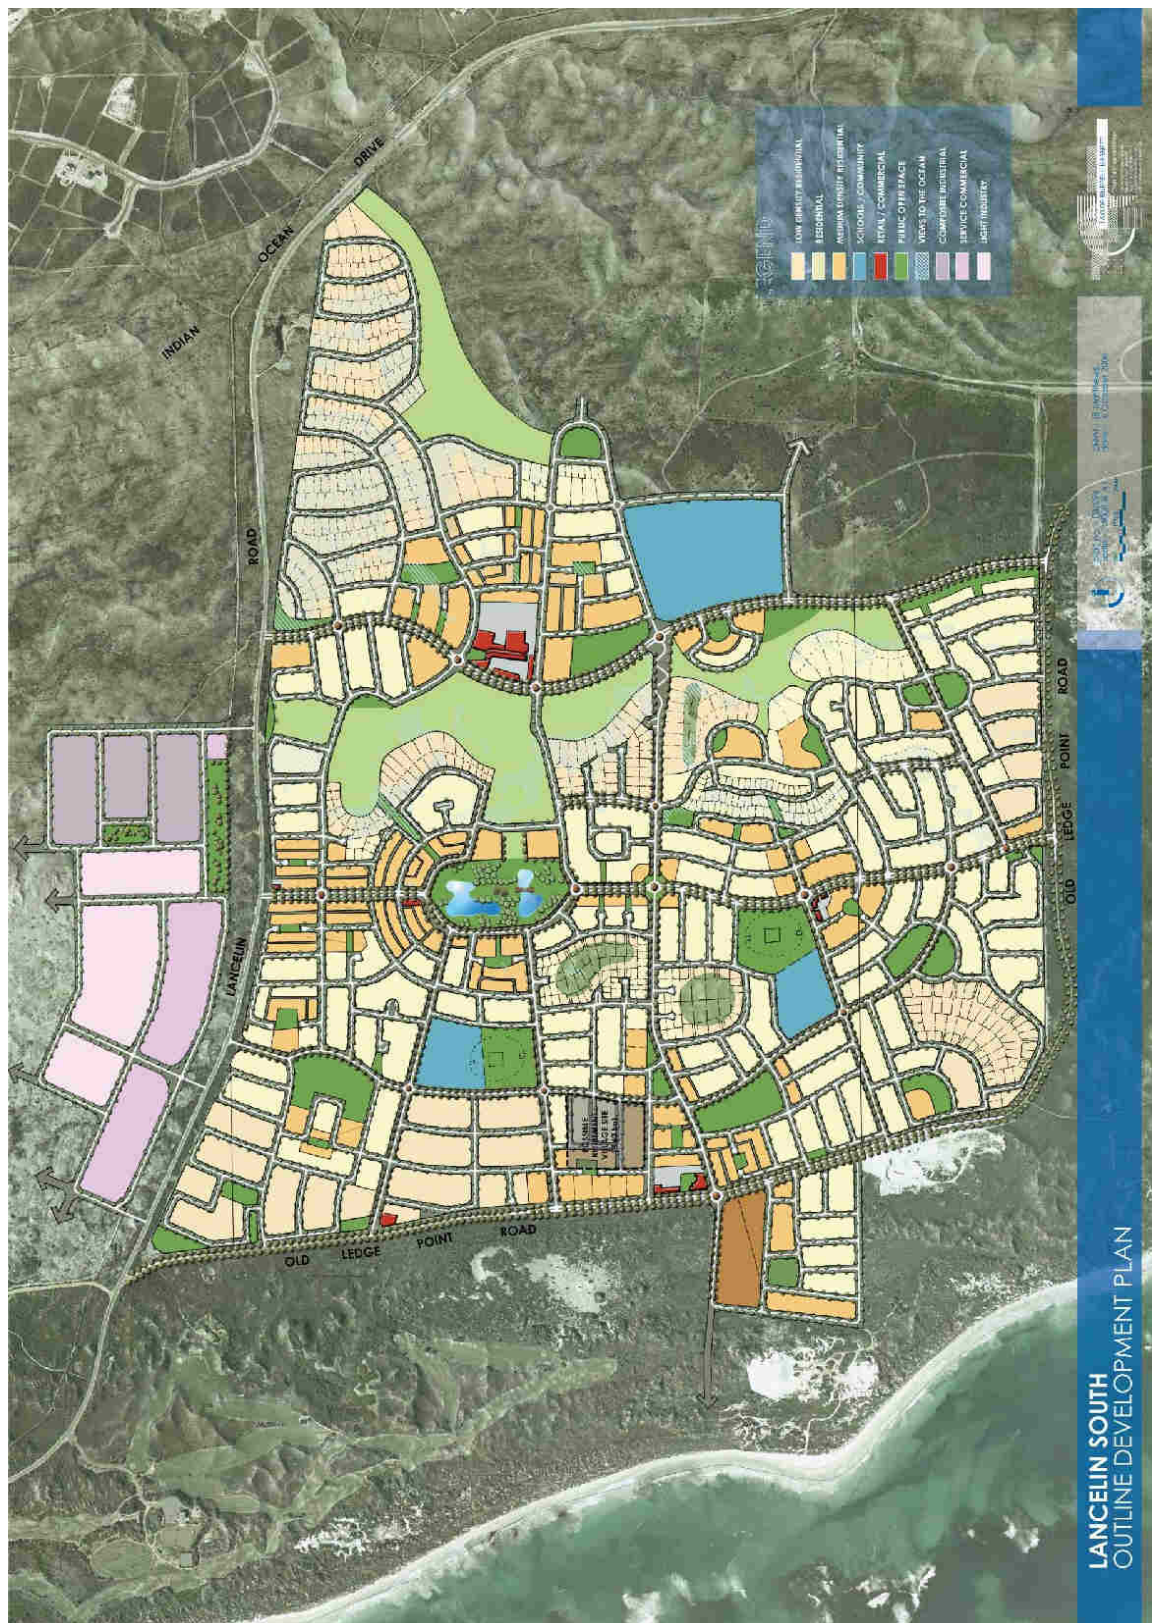 LANCELIN SOUTH
OUTLINE DEVELOPMENT PLAN
LEGEND
LOW DENSITY RESIDENTIAL
RESIDENTIAL
MEDIUM DENSITY RESIDENTIAL
SCHOOLS / COMMUNITY
RETAIL / COMMERCIAL
PUBLIC OPEN SPACE
VIEWS TO THE OCEAN
COMPOSITE INDUSTRIAL
SERVICE COMMERCIAL
LIGHT INDUSTRY
INDIAN OCEAN DRIVE
LANCELIN ROAD
OLD LEDGE POINT ROAD
OLD LEDGE POINT ROAD
VILLAGE SITE